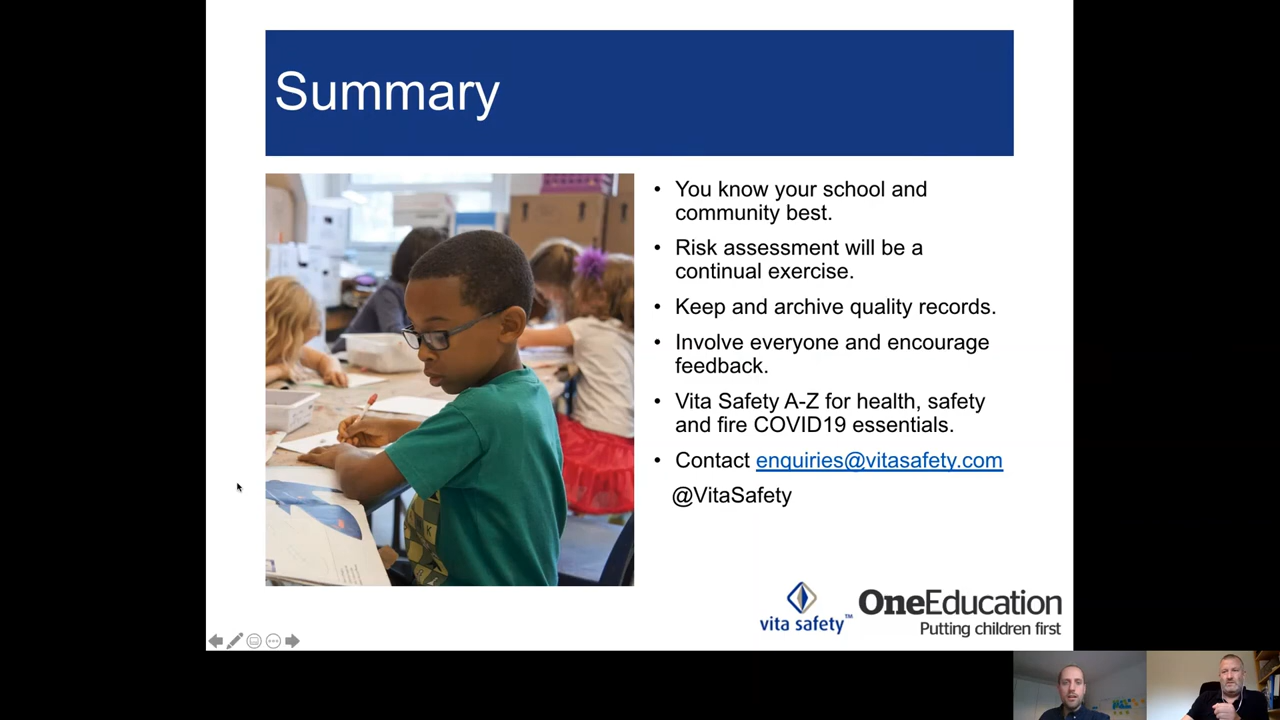 Summary
• You know your school and
community best.
• Risk assessment will be a
continual exercise.
• Keep and archive quality records.
• Involve everyone and encourage
feedback.
• Vita Safety A-Z for health, safety
and fire COVID19 essentials.
• Contact enquiries@vitasafety.com
@VitaSafety
vita safety™
OneEducation
Putting children first